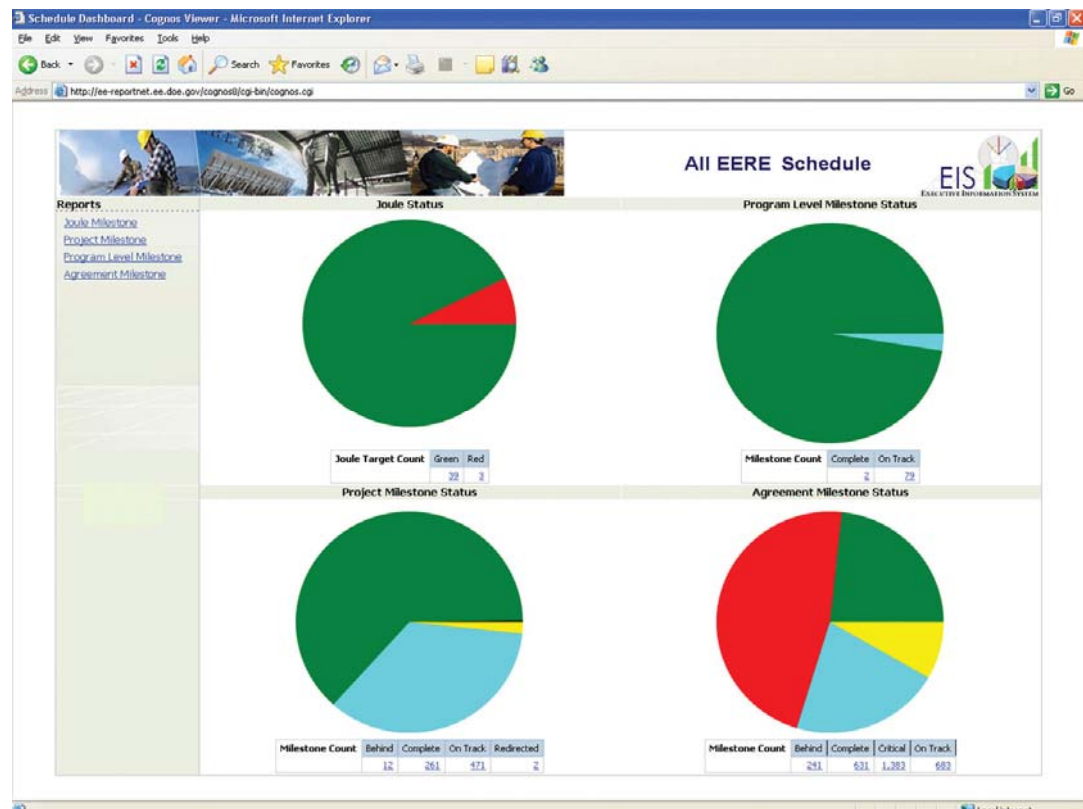 Schedule Dashboard - Cognos Viewer - Microsoft Internet Explorer
File Edit View Favorites Tools Help
Back Search Favorites
Address http://ee-reportnet.ee.doe.gov/cognos8/cgi-bin/cognos.cgi Go
All EERE Schedule
EIS
EXECUTIVE INFORMATION SYSTEM
Reports
Joule Milestone
Project Milestone
Program Level Milestone
Agreement Milestone
Joule Status
Joule Target Count Green Red
39 3
Program Level Milestone Status
Milestone Count Complete On Track
2 79
Project Milestone Status
Milestone Count Behind Complete On Track Redirected
12 261 471 2
Agreement Milestone Status
Milestone Count Behind Complete Critical On Track
241 631 1,383 683